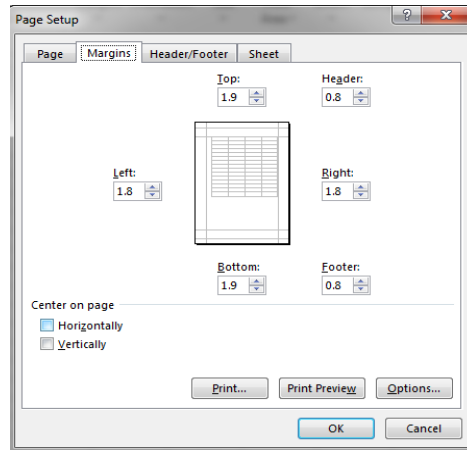 Page Setup
Page Margins Header/Footer Sheet
Top: Header:
1.9 0.8
Left: Right:
1.8 1.8
Bottom: Footer:
1.9 0.8
Center on page
Horizontally
Vertically
Print... Print Preview Options...
OK Cancel